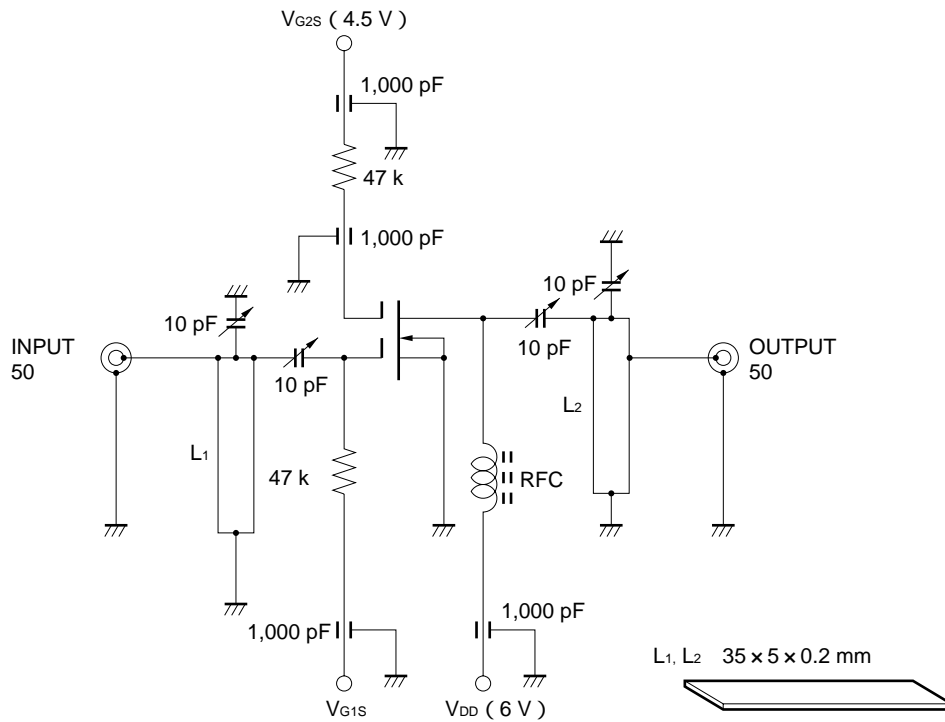 VG2S ( 4.5 V )
1,000 pF
47 k
1,000 pF
10 pF
10 pF
INPUT
50
10 pF
10 pF
OUTPUT
50
L1
L2
47 k
RFC
1,000 pF
1,000 pF
L1, L2 35 × 5 × 0.2 mm
VG1S
VDD ( 6 V )